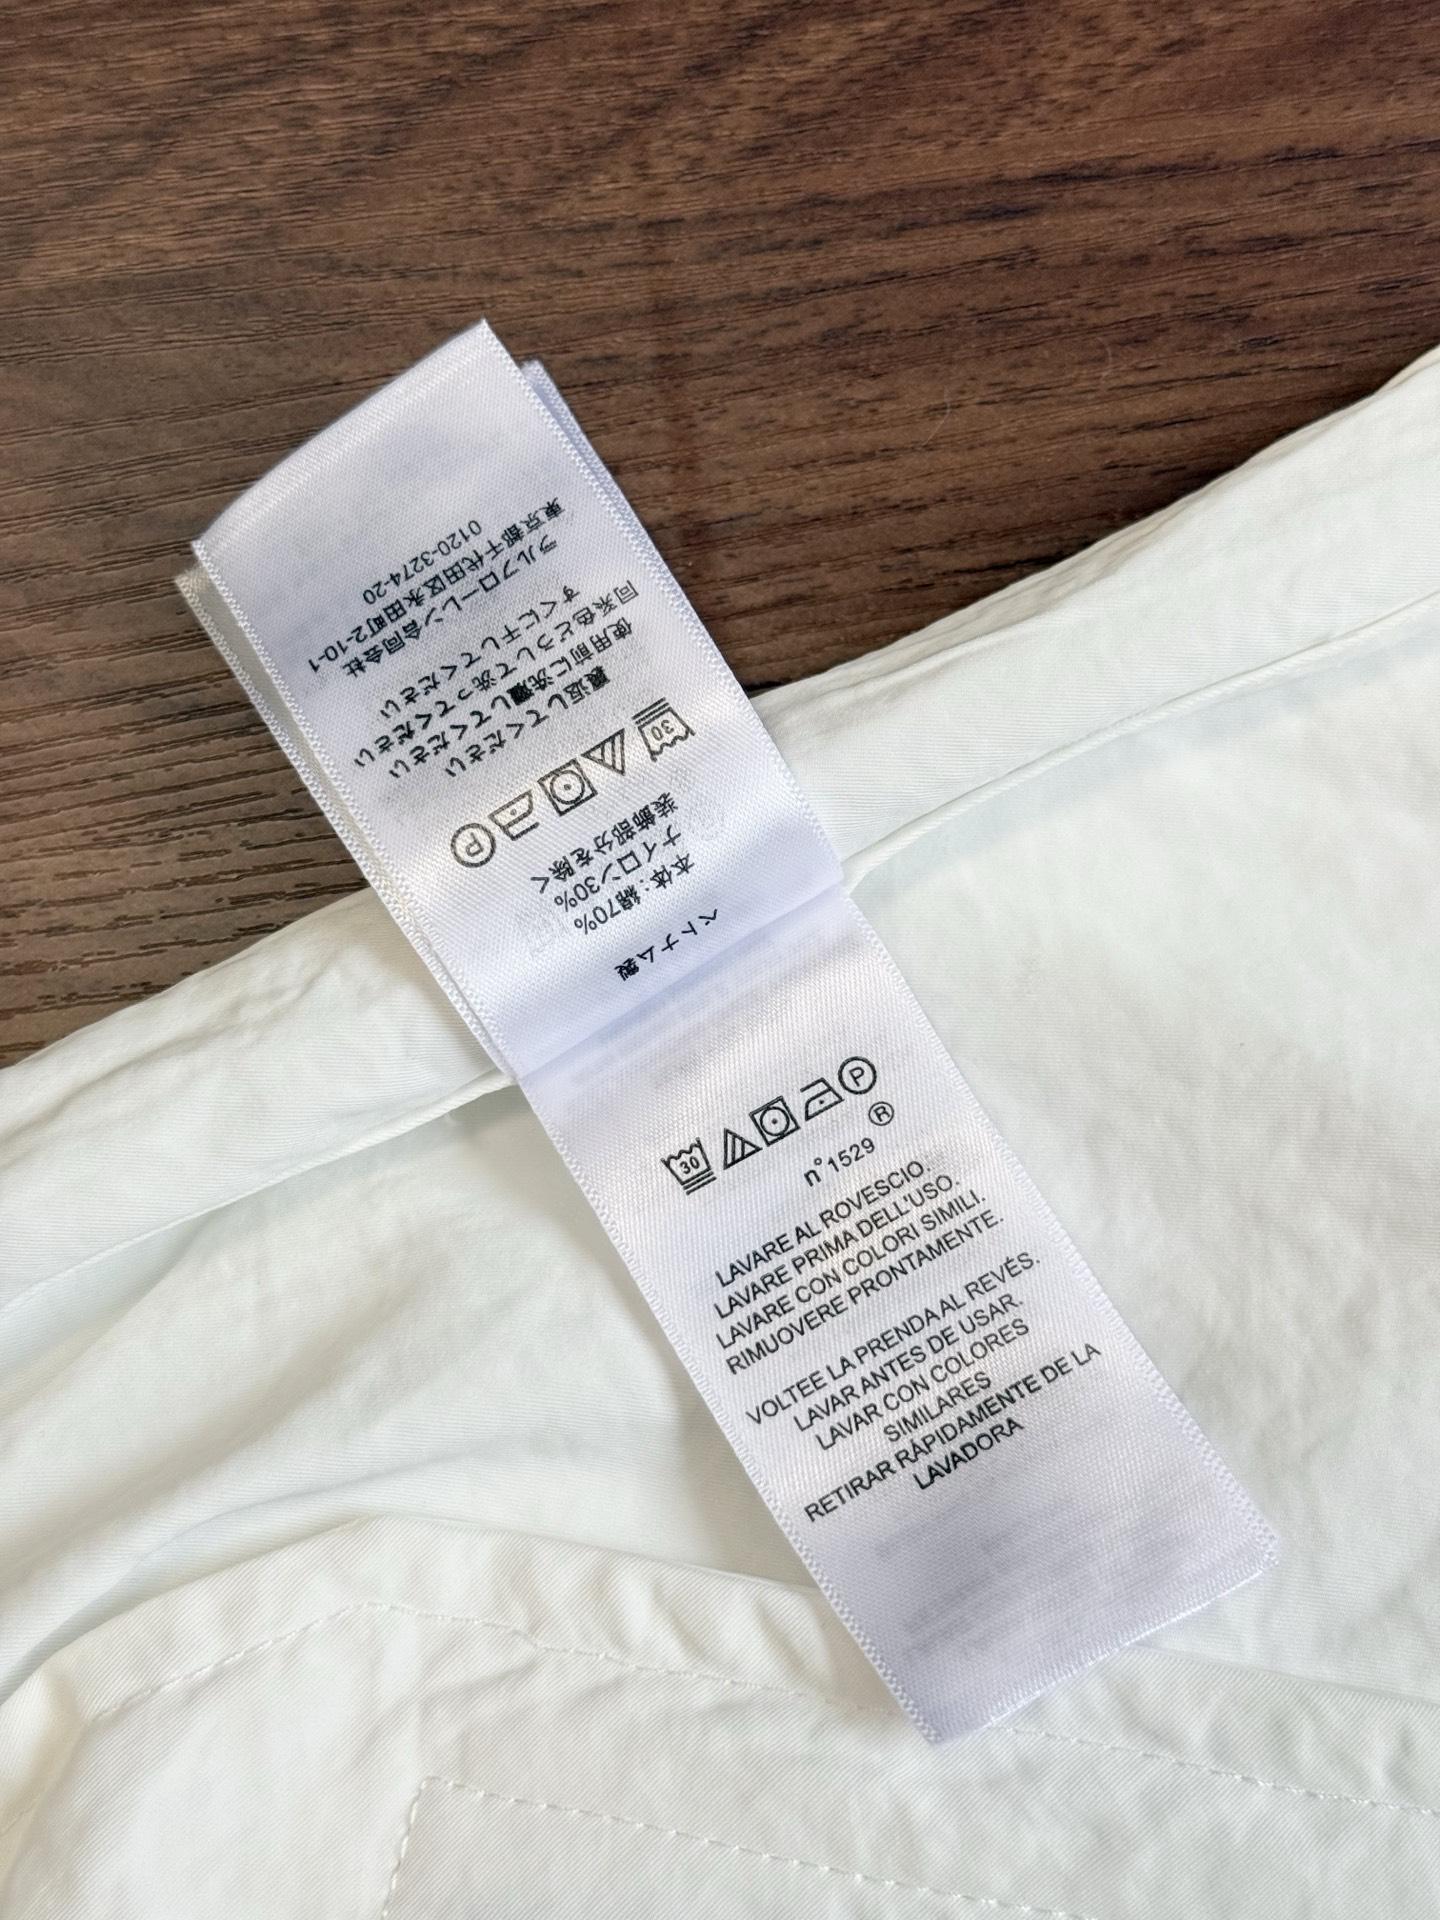 ベトナム製
本体：綿70%
ナイロン30%
装飾部分を除く
30 P
裏返してください
使用前に洗濯してください
同系色どうしで洗ってください
すぐに干してください
ラルフローレン合同会社
東京都千代田区永田町2-10-1
0120-3274-20
30 P
n°1529 ®
LAVARE AL ROVESCIO.
LAVARE PRIMA DELL'USO.
LAVARE CON COLORI SIMILI.
RIMUOVERE PRONTAMENTE.
VOLTEE LA PRENDA AL REVÉS.
LAVAR ANTES DE USAR.
LAVAR CON COLORES
SIMILARES
RETIRAR RÁPIDAMENTE DE LA
LAVADORA